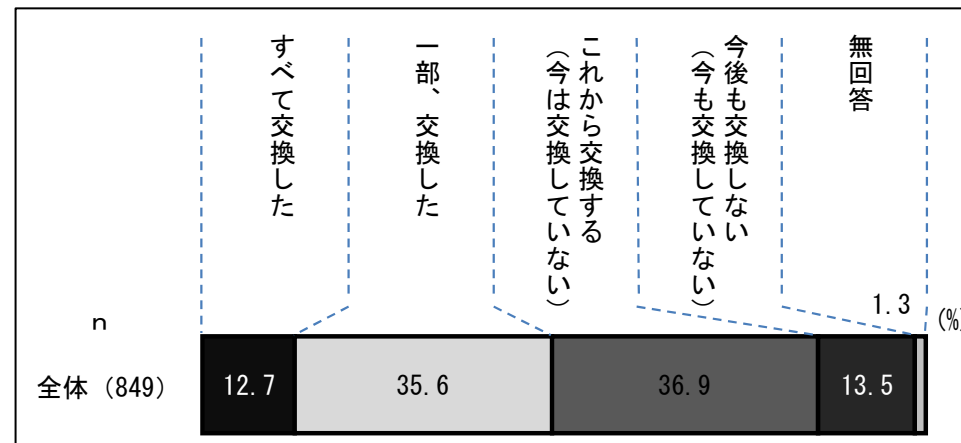 すべて交換した
一部、交換した
これから交換する
（今は交換していない）
今後も交換しない
（今も交換していない）
無回答
1.3
(%)
n
全体 (849)
12.7
35.6
36.9
13.5